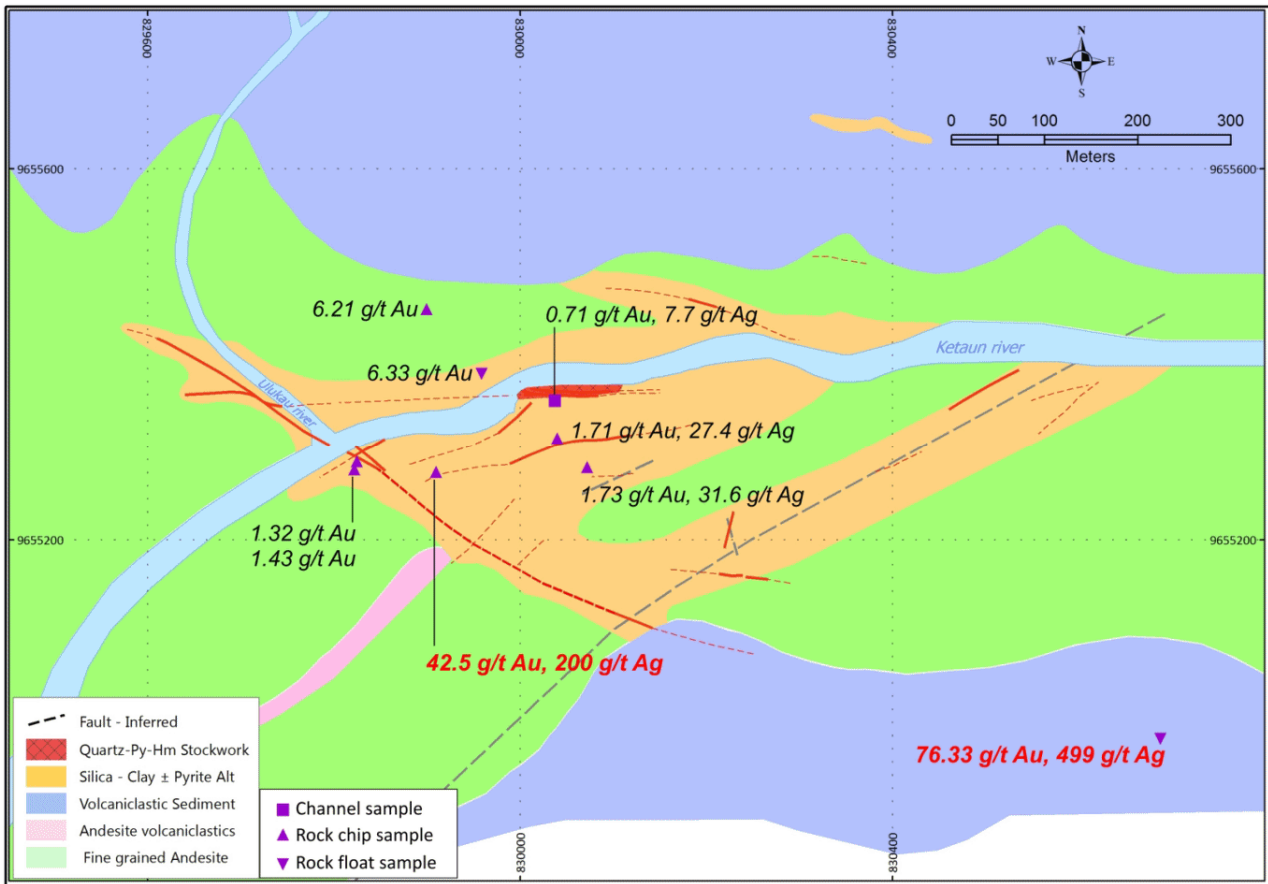 829600
830000
830400
N
W E
S
0 50 100 200 300
Meters
9655600
9655600
6.21 g/t Au
0.71 g/t Au, 7.7 g/t Ag
Ketaun river
6.33 g/t Au
Ulukau river
1.71 g/t Au, 27.4 g/t Ag
1.73 g/t Au, 31.6 g/t Ag
1.32 g/t Au
1.43 g/t Au
9655200
9655200
42.5 g/t Au, 200 g/t Ag
76.33 g/t Au, 499 g/t Ag
Fault - Inferred
Quartz-Py-Hm Stockwork
Silica - Clay ± Pyrite Alt
Volcaniclastic Sediment
Andesite volcaniclastics
Fine grained Andesite
Channel sample
Rock chip sample
Rock float sample
830000
830400